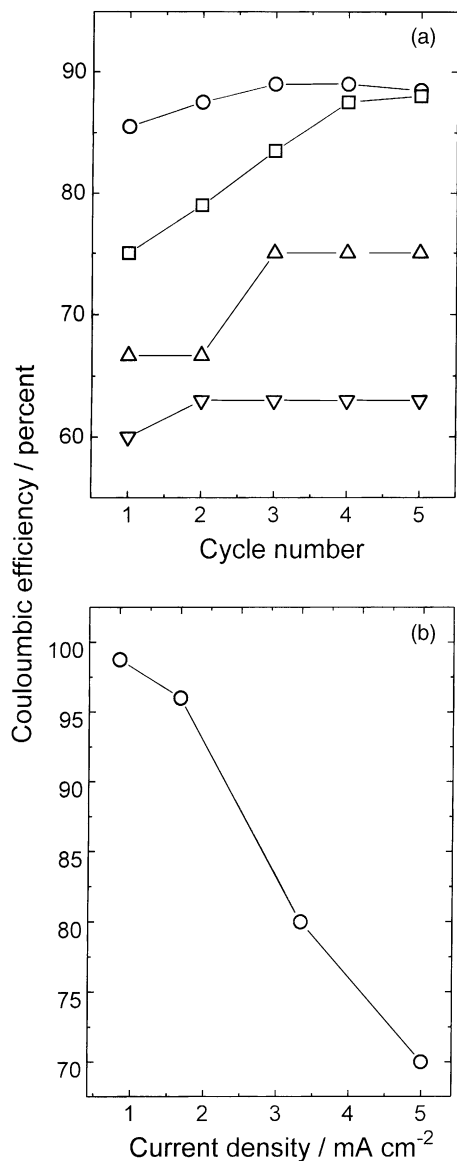 (a)
90
80
70
60
1 2 3 4 5
Cycle number
Couloumbic efficiency / percent
(b)
100
95
90
85
80
75
70
1 2 3 4 5
Current density / mA cm⁻²